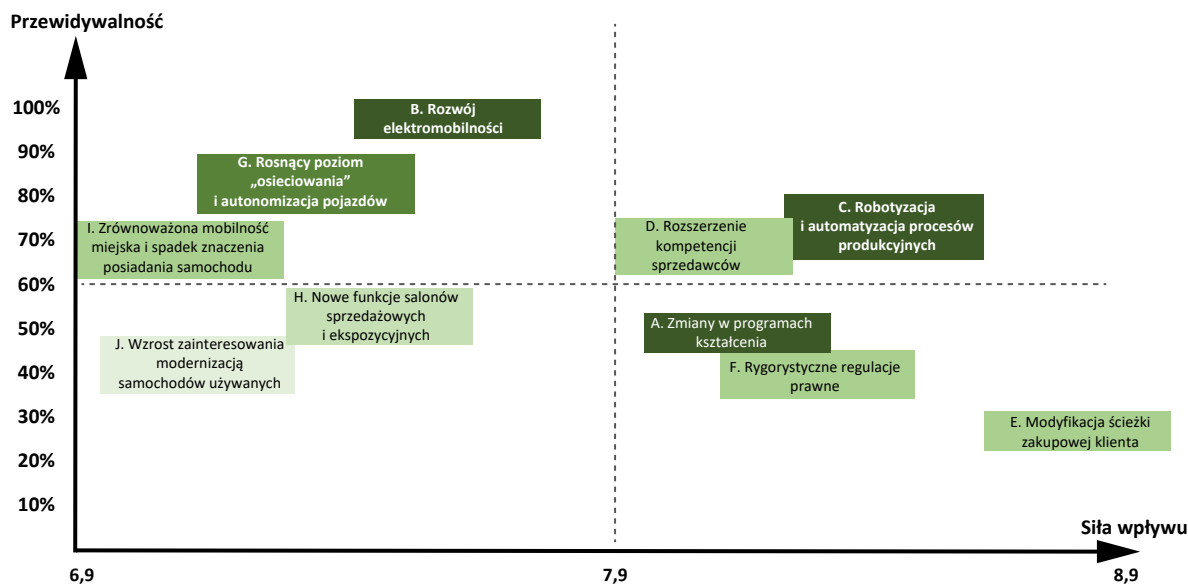 Przewidywalność
100%
90%
80%
70%
60%
50%
40%
30%
20%
10%
B. Rozwój
elektromobilności
G. Rosnący poziom
„osieciowania”
i autonomizacja pojazdów
I. Zrównoważona mobilność
miejska i spadek znaczenia
posiadania samochodu
C. Robotyzacja
i automatyzacja procesów
produkcyjnych
D. Rozszerzenie
kompetencji
sprzedawców
H. Nowe funkcje salonów
sprzedażowych
i ekspozycyjnych
J. Wzrost zainteresowania
modernizacją
samochodów używanych
A. Zmiany w programach
kształcenia
F. Rygorystyczne regulacje
prawne
E. Modyfikacja ścieżki
zakupowej klienta
Siła wpływu
6,9
7,9
8,9